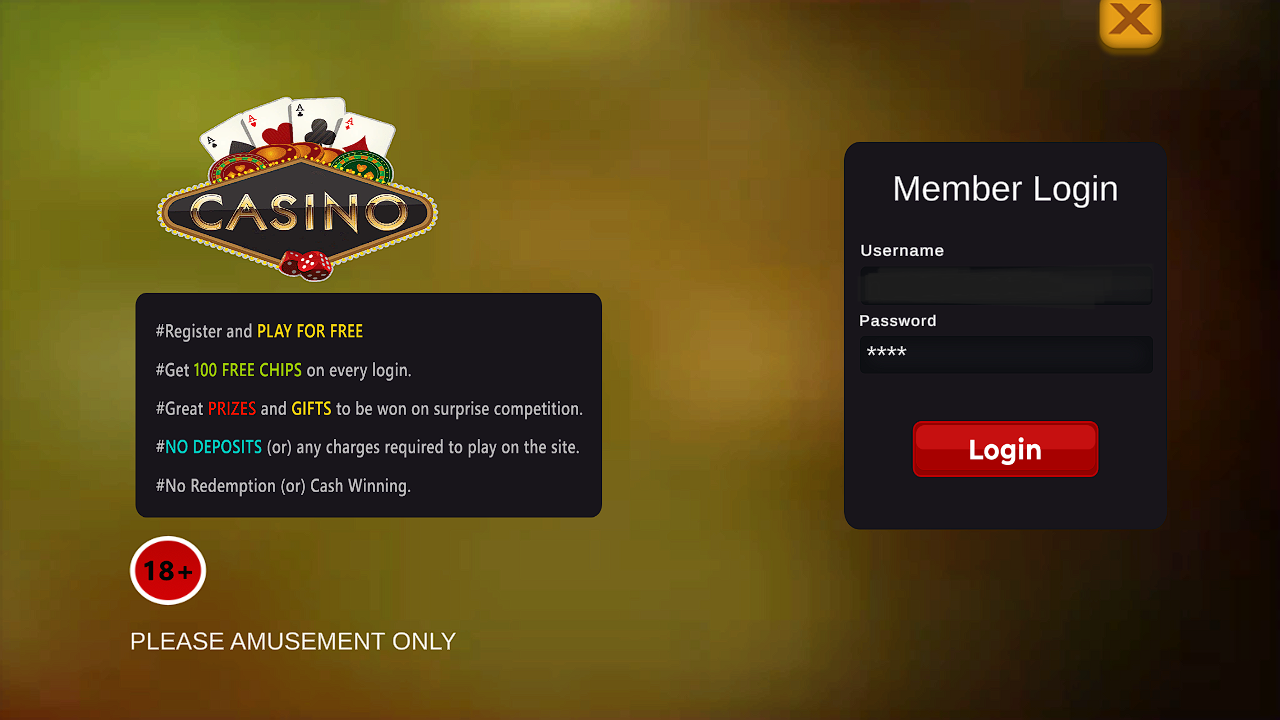 CASINO
#Register and PLAY FOR FREE
#Get 100 FREE CHIPS on every login.
#Great PRIZES and GIFTS to be won on surprise competition.
#NO DEPOSITS (or) any charges required to play on the site.
#No Redemption (or) Cash Winning.
18+
PLEASE AMUSEMENT ONLY
Member Login
Username
Password
****
Login